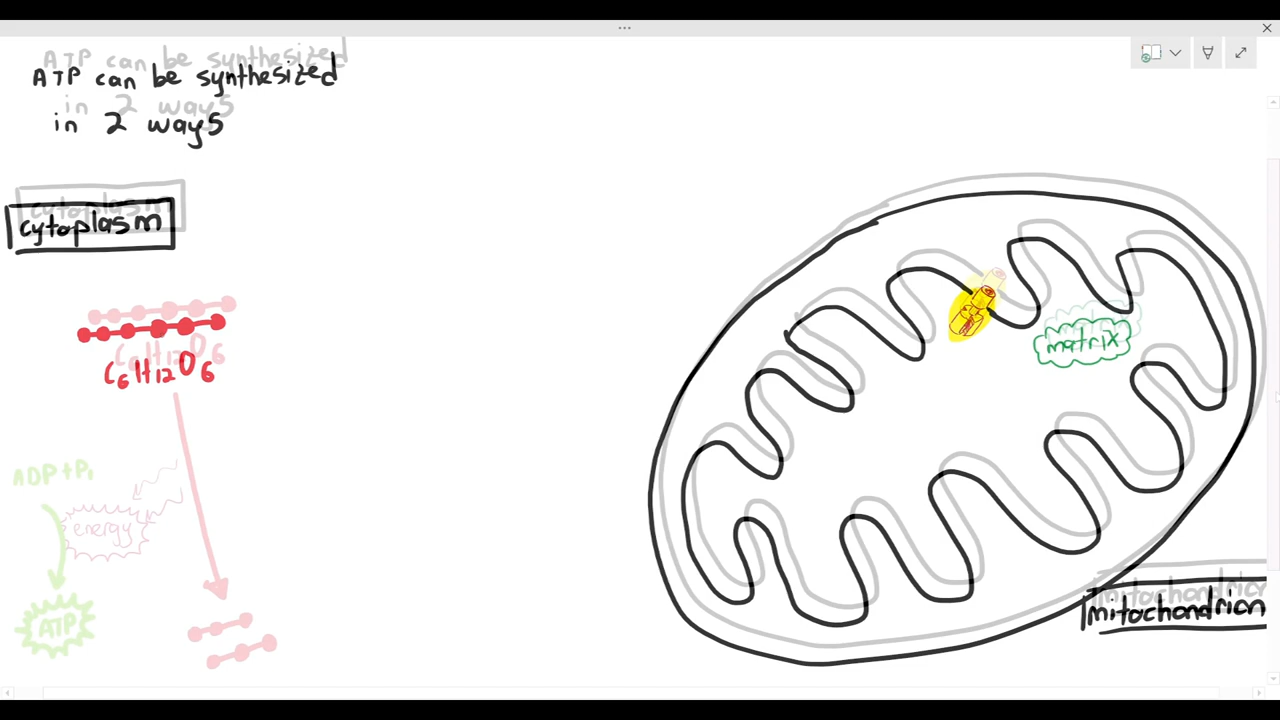 ATP can be synthesized
in 2 ways
cytoplasm
C6H12O6
matrix
ADP+Pi
energy
ATP
mitochondrion